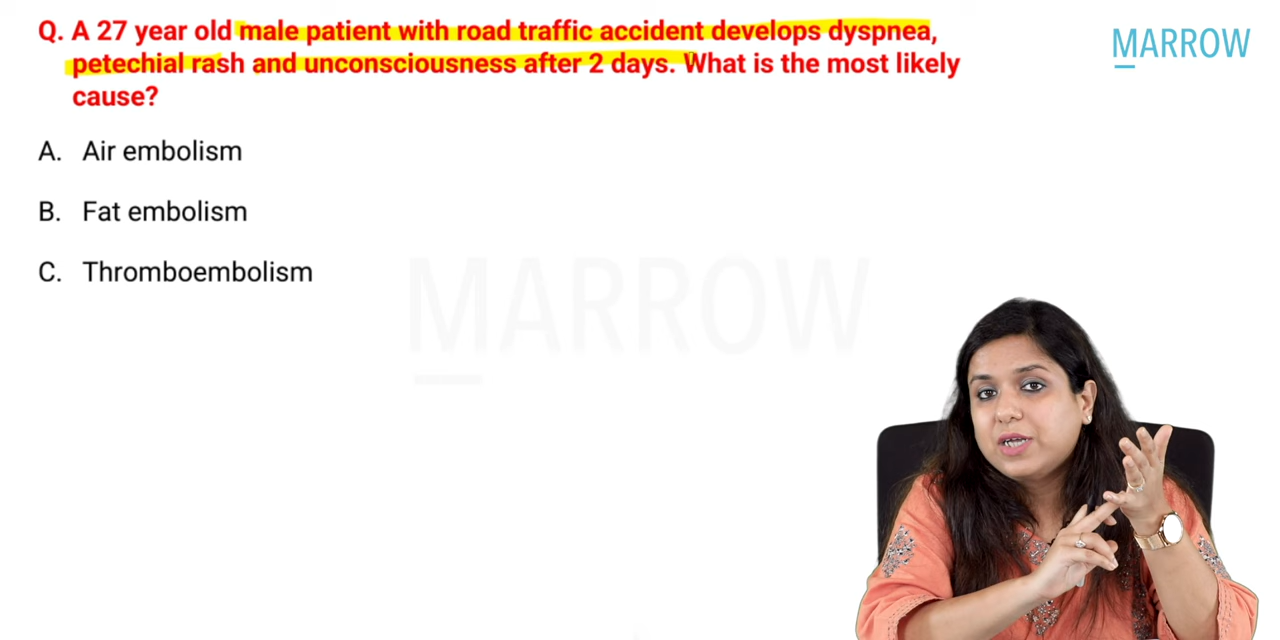 Q. A 27 year old male patient with road traffic accident develops dyspnea,
petechial rash and unconsciousness after 2 days. What is the most likely
cause?
MARROW
A. Air embolism
B. Fat embolism
C. Thromboembolism
MARROW